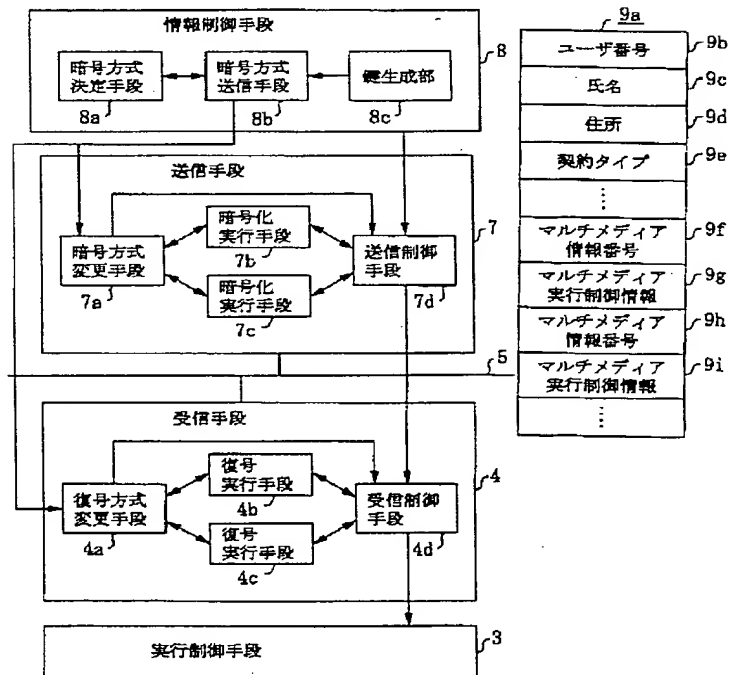 情報制御手段
8
暗号方式
決定手段
8a
暗号方式
送信手段
8b
鍵生成部
8c
送信手段
7
暗号方式
変更手段
7a
暗号化
実行手段
7b
暗号化
実行手段
7c
送信制御
手段
7d
5
受信手段
4
復号方式
変更手段
4a
復号
実行手段
4b
復号
実行手段
4c
受信制御
手段
4d
実行制御手段
3
9a
ユーザ番号
9b
氏名
9c
住所
9d
契約タイプ
9e
⋮
マルチメディア
情報番号
9f
マルチメディア
実行制御情報
9g
マルチメディア
情報番号
9h
マルチメディア
実行制御情報
9i
⋮